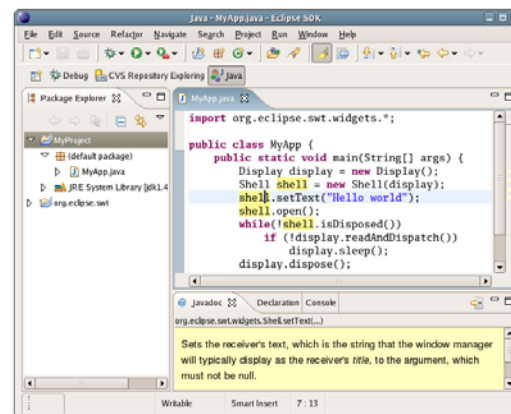 Java - MyApp.java - Eclipse SDK
File Edit Source Refactor Navigate Search Project Run Window Help
Debug CVS Repository Exploring Java
Package Explorer
MyApp.java
MyProject
(default package)
MyApp.java
JRE System Library [jdk1.4
org.eclipse.swt
import org.eclipse.swt.widgets.*;
public class MyApp {
public static void main(String[] args) {
Display display = new Display();
Shell shell = new Shell(display);
shell.setText("Hello world");
shell.open();
while(!shell.isDisposed())
if (!display.readAndDispatch())
display.sleep();
display.dispose();
Javadoc Declaration Console
org.eclipse.swt.widgets.Shell.setText(...)
Sets the receiver's text, which is the string that the window manager
will typically display as the receiver's title, to the argument, which
must not be null.
Writable Smart Insert 7 : 13